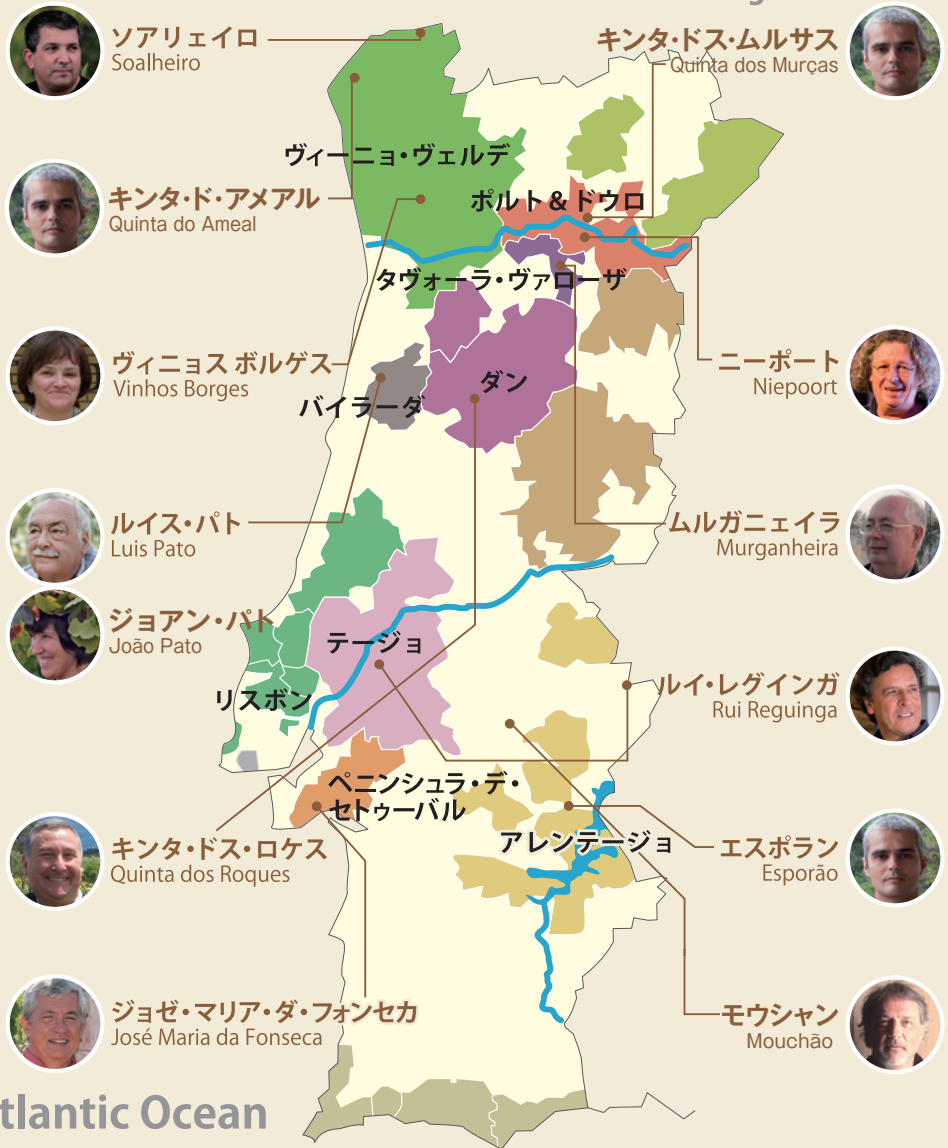 ソアリェイロ
Soalheiro
キンタ・ドス・ムルサス
Quinta dos Murças
ヴィーニョ・ヴェルデ
キンタ・ド・アメアル
Quinta do Ameal
ポルト＆ドウロ
タヴォーラ・ヴァローザ
ヴィニョス ボルゲス
Vinhos Borges
ニーポート
Niepoort
ダン
バイラーダ
ルイス・パト
Luis Pato
ムルガニェイラ
Murganheira
ジョアン・パト
João Pato
テージョ
リスボン
ルイ・レグインガ
Rui Reguinga
ペニンシュラ・デ・
セトゥーバル
アレンテージョ
キンタ・ドス・ロケス
Quinta dos Roques
エスポラン
Esporão
ジョゼ・マリア・ダ・フォンセカ
José Maria da Fonseca
モウシャン
Mouchão
tlantic Ocean